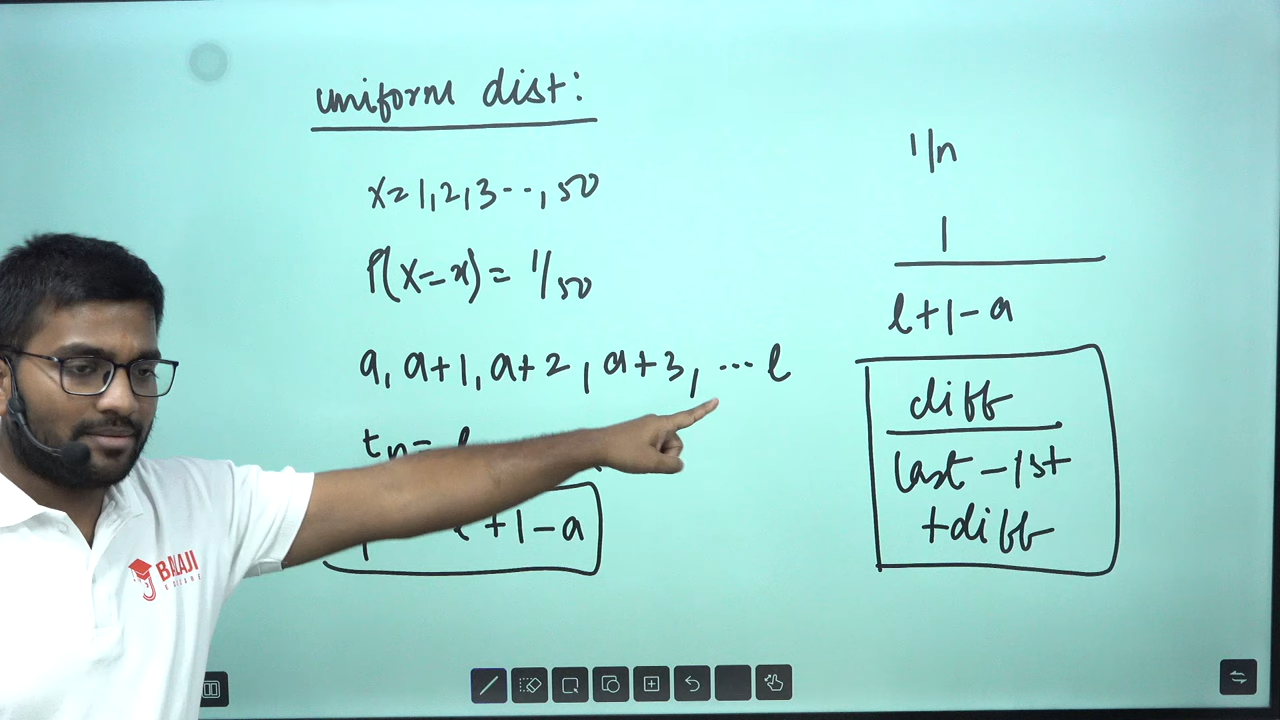 uniform dist:
x=1,2,3--,50
P(X=x)= 1/50
a, a+1, a+2, a+3, ... l
tn=
+1-a
1/n
1
l+1-a
diff
last-1st
+diff
BALAJI